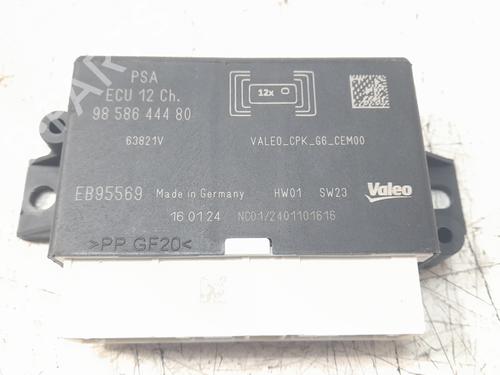 PSA
ECU 12 Ch.
98 586 444 80
12x
63821V
VALEO_CPK_G6_CEM00
EB95569 Made in Germany HW01 SW23 Valeo
16 01 24 NC01/2401101616
>PP GF20<